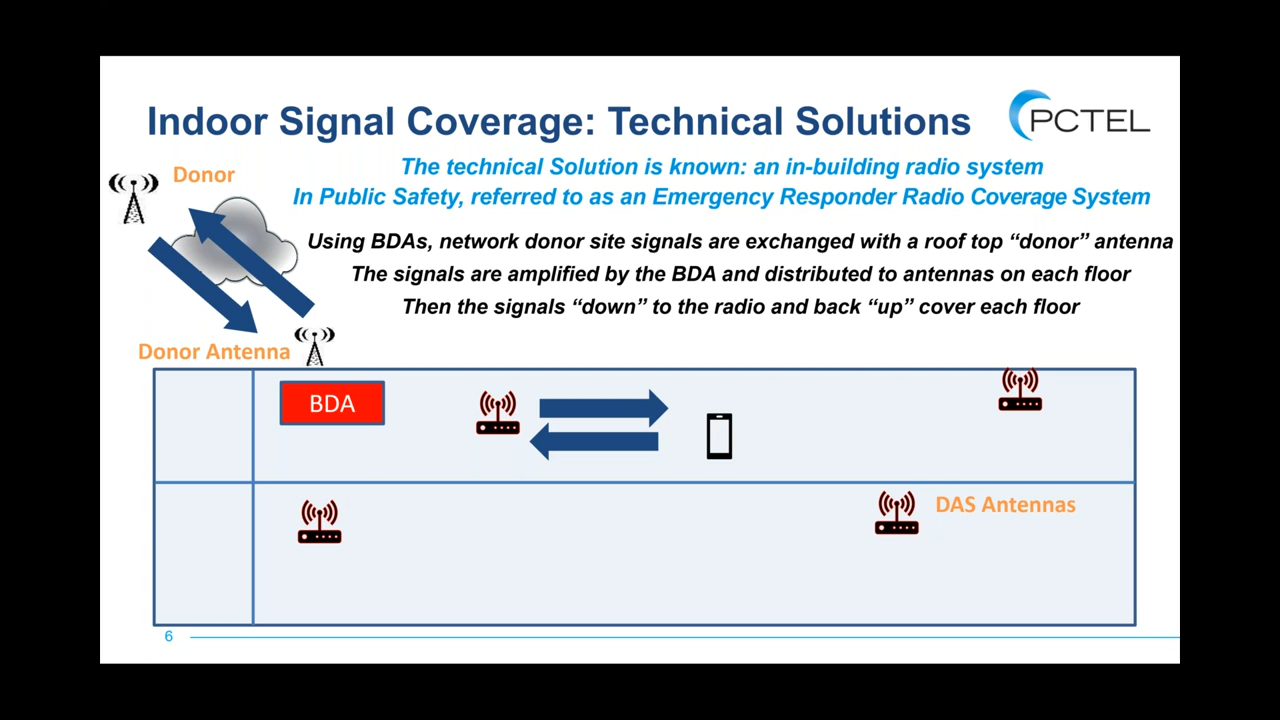 Indoor Signal Coverage: Technical Solutions
PCTEL
Donor
The technical Solution is known: an in-building radio system
In Public Safety, referred to as an Emergency Responder Radio Coverage System
Using BDAs, network donor site signals are exchanged with a roof top “donor” antenna
The signals are amplified by the BDA and distributed to antennas on each floor
Then the signals “down” to the radio and back “up” cover each floor
Donor Antenna
BDA
DAS Antennas
6